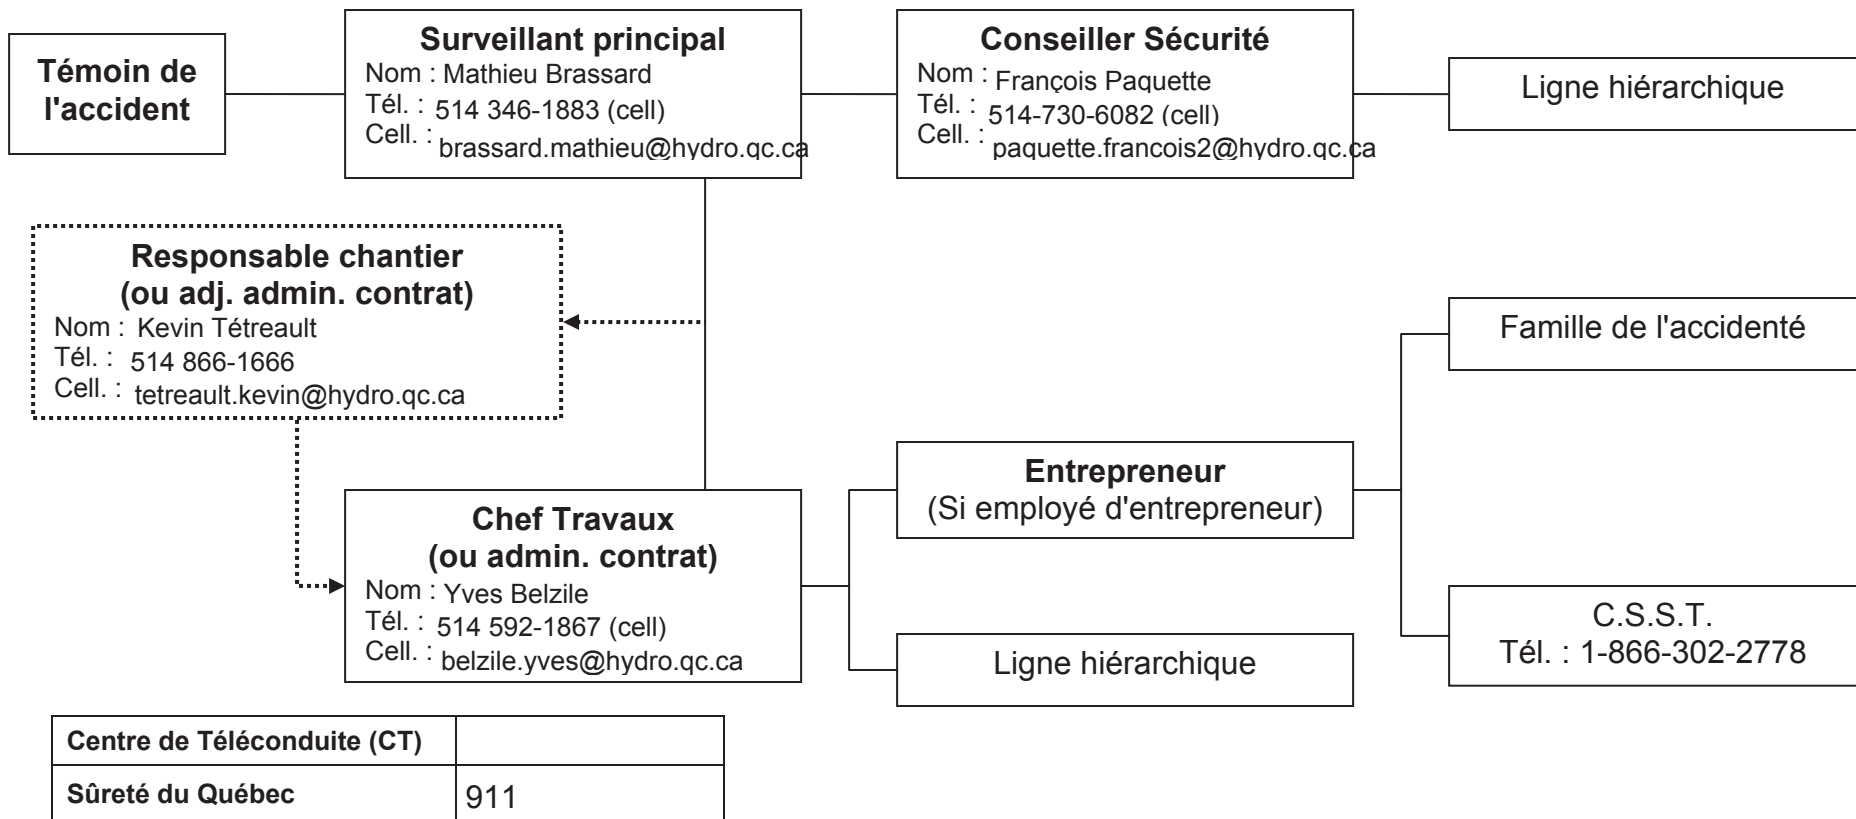 Témoin de
l'accident
Surveillant principal
Nom : Mathieu Brassard
Tél. : 514 346-1883 (cell)
Cell. : brassard.mathieu@hydro.qc.ca
Conseiller Sécurité
Nom : François Paquette
Tél. : 514-730-6082 (cell)
Cell. : paquette.francois2@hydro.qc.ca
Ligne hiérarchique
Responsable chantier
(ou adj. admin. contrat)
Nom : Kevin Tétreault
Tél. : 514 866-1666
Cell. : tetreault.kevin@hydro.qc.ca
Famille de l'accidenté
Entrepreneur
(Si employé d'entrepreneur)
Chef Travaux
(ou admin. contrat)
Nom : Yves Belzile
Tél. : 514 592-1867 (cell)
Cell. : belzile.yves@hydro.qc.ca
Ligne hiérarchique
C.S.S.T.
Tél. : 1-866-302-2778
Centre de Téléconduite (CT)
Sûreté du Québec 911